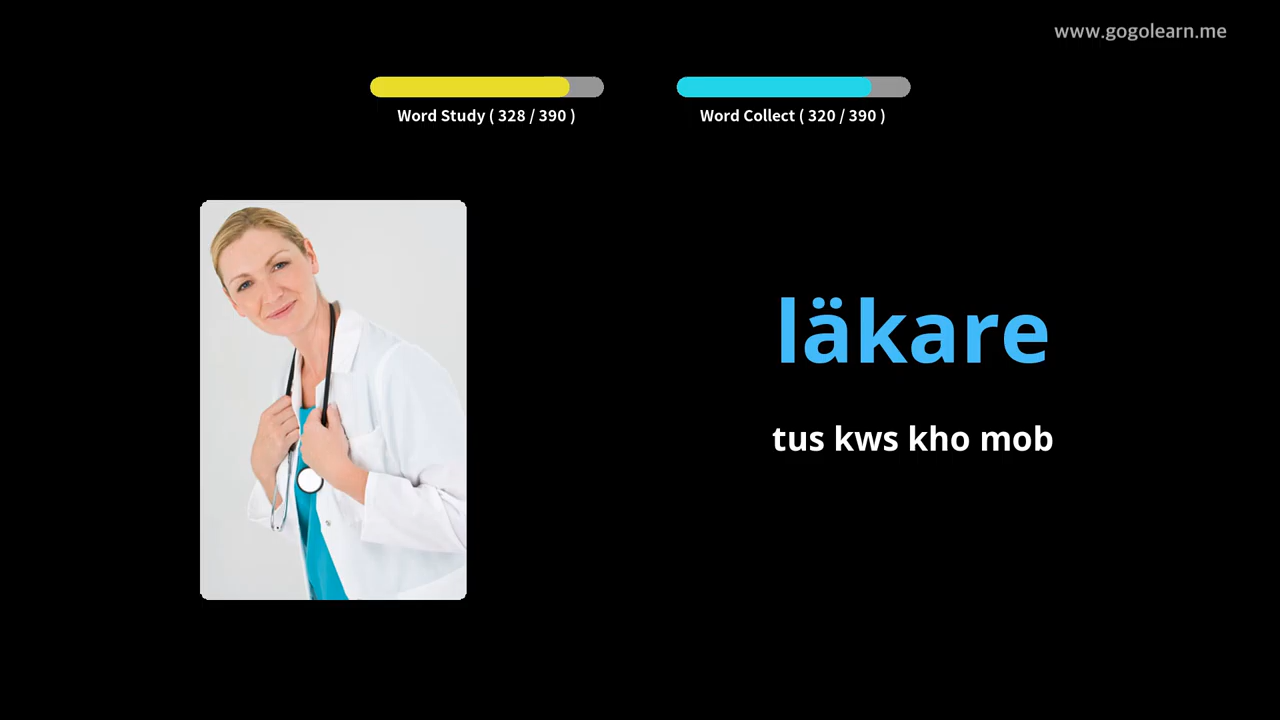 www.gogolearn.me
Word Study ( 328 / 390 )
Word Collect ( 320 / 390 )
läkare
tus kws kho mob